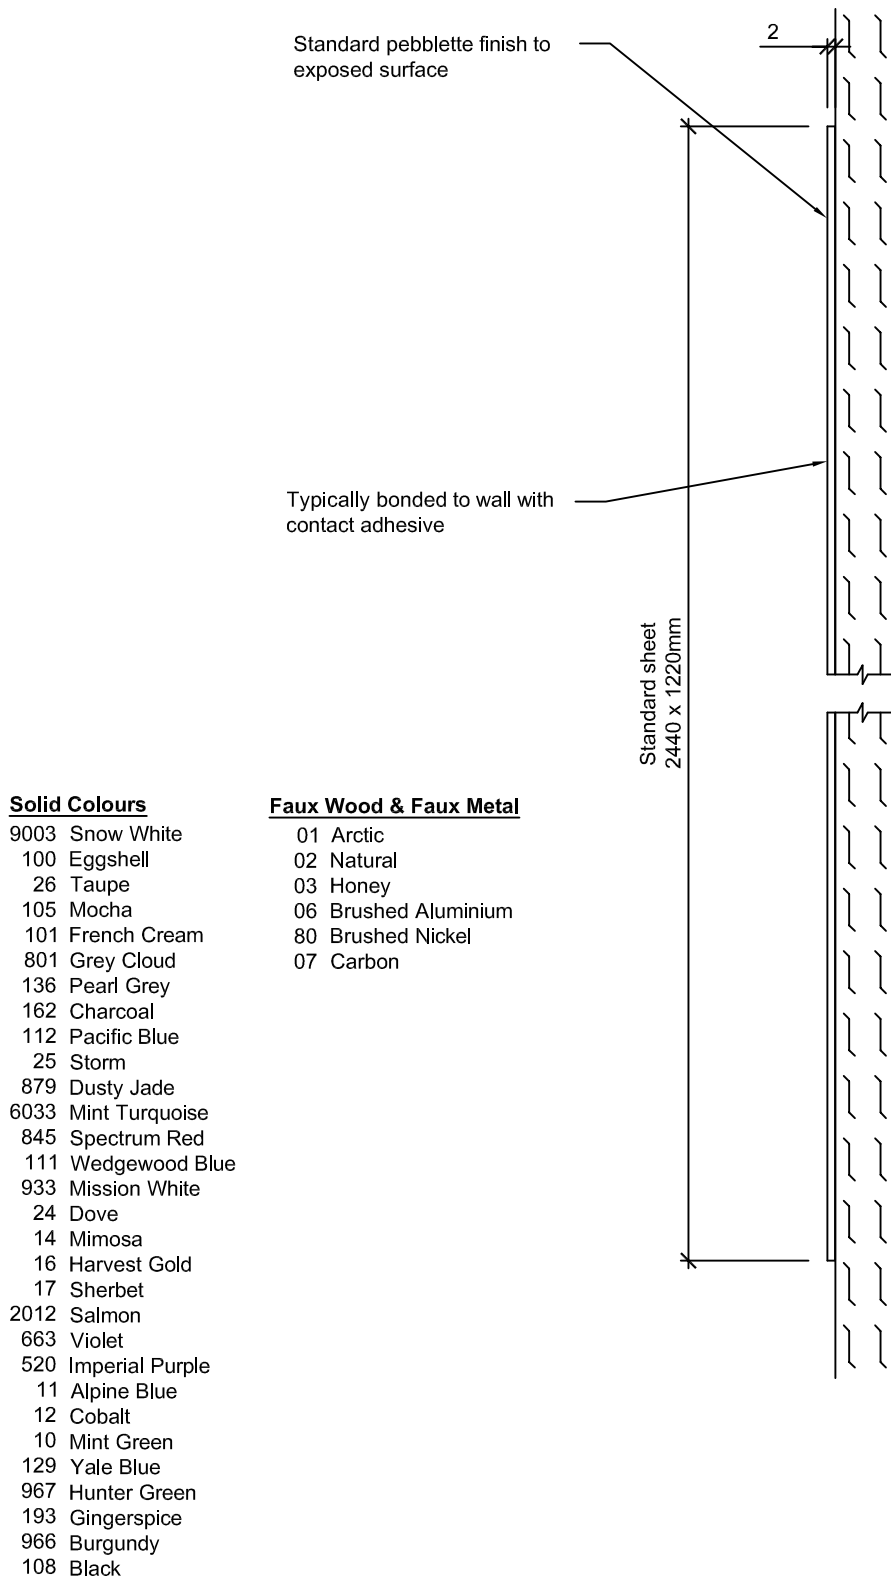 Standard pebblette finish to
exposed surface
2
Typically bonded to wall with
contact adhesive
Standard sheet
2440 x 1220mm
Solid Colours
9003 Snow White
100 Eggshell
26 Taupe
105 Mocha
101 French Cream
801 Grey Cloud
136 Pearl Grey
162 Charcoal
112 Pacific Blue
25 Storm
879 Dusty Jade
6033 Mint Turquoise
845 Spectrum Red
111 Wedgewood Blue
933 Mission White
24 Dove
14 Mimosa
16 Harvest Gold
17 Sherbet
2012 Salmon
663 Violet
520 Imperial Purple
11 Alpine Blue
12 Cobalt
10 Mint Green
129 Yale Blue
967 Hunter Green
193 Gingerspice
966 Burgundy
108 Black
Faux Wood & Faux Metal
01 Arctic
02 Natural
03 Honey
06 Brushed Aluminium
80 Brushed Nickel
07 Carbon